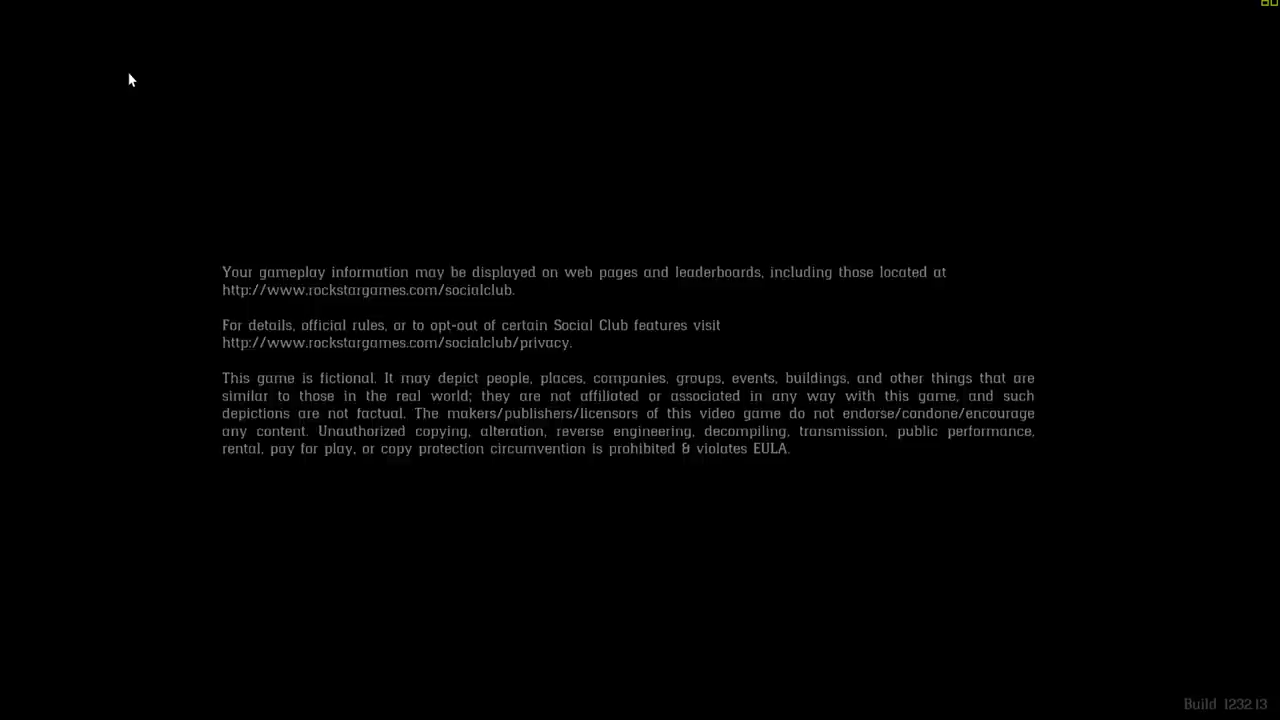 Your gameplay information may be displayed on web pages and leaderboards, including those located at
http://www.rockstargames.com/socialclub.
For details, official rules, or to opt-out of certain Social Club features visit
http://www.rockstargames.com/socialclub/privacy.
This game is fictional. It may depict people, places, companies, groups, events, buildings, and other things that are
similar to those in the real world; they are not affiliated or associated in any way with this game, and such
depictions are not factual. The makers/publishers/licensors of this video game do not endorse/condone/encourage
any content. Unauthorized copying, alteration, reverse engineering, decompiling, transmission, public performance,
rental, pay for play, or copy protection circumvention is prohibited & violates EULA.
Build 1232.13